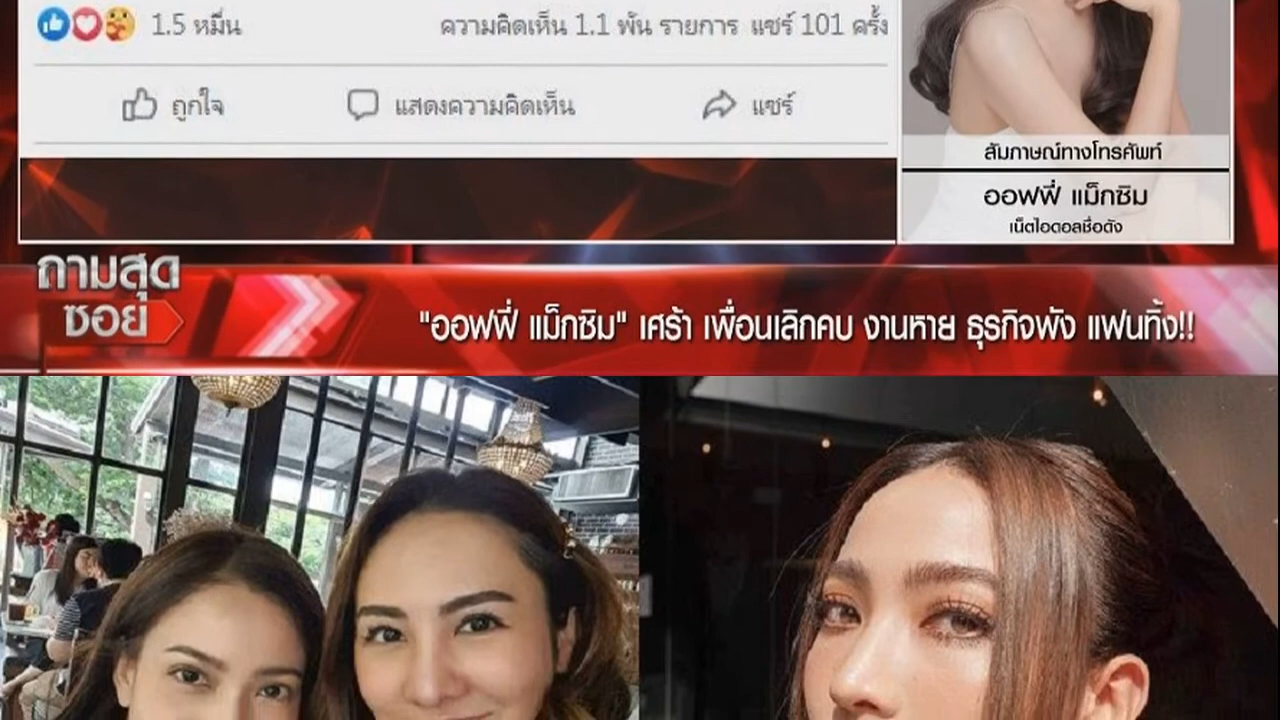 1.5 หมื่น
ความคิดเห็น 1.1 พัน รายการ แชร์ 101 ครั้ง
ถูกใจ
แสดงความคิดเห็น
แชร์
สัมภาษณ์ทางโทรศัพท์
ออฟฟี่ แม็กซิม
เน็ตไอดอลชื่อดัง
ถามสุด
ซอย
"ออฟฟี่ แม็กซิม" เศร้า เพื่อนเลิกคบ งานหาย ธุรกิจพัง แฟนทิ้ง!!